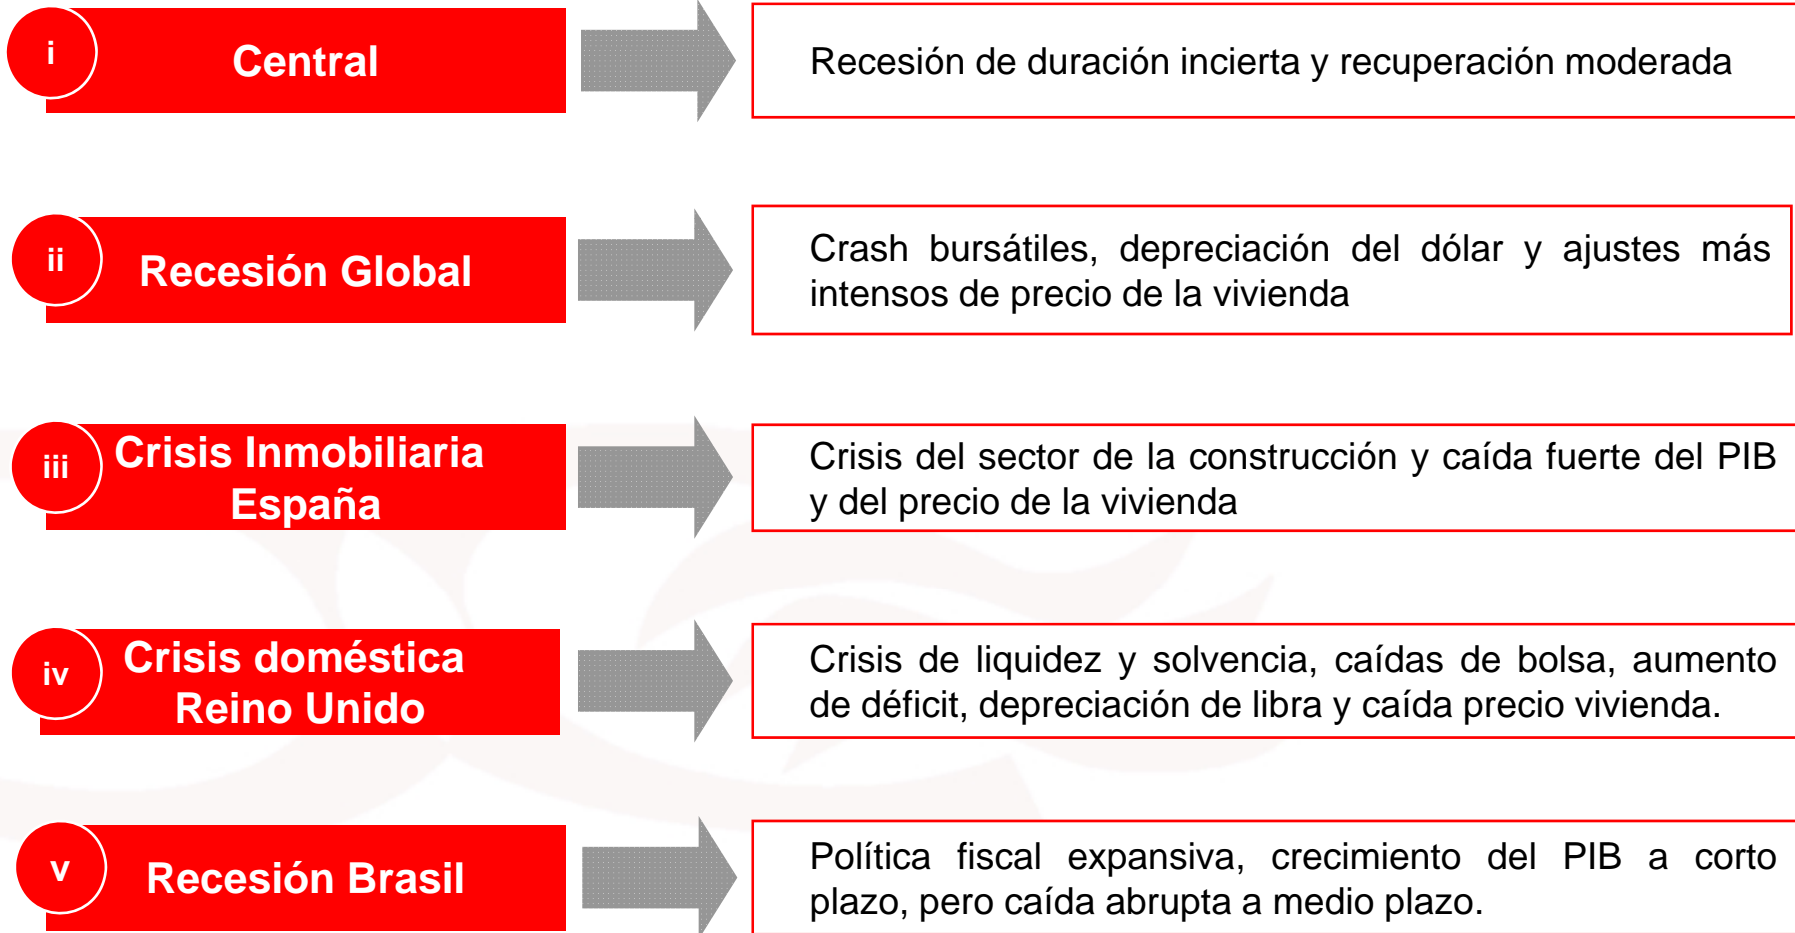 i
Central
Recesión de duración incierta y recuperación moderada
ii
Recesión Global
Crash bursátiles, depreciación del dólar y ajustes más
intensos de precio de la vivienda
iii
Crisis Inmobiliaria
España
Crisis del sector de la construcción y caída fuerte del PIB
y del precio de la vivienda
iv
Crisis doméstica
Reino Unido
Crisis de liquidez y solvencia, caídas de bolsa, aumento
de déficit, depreciación de libra y caída precio vivienda.
v
Recesión Brasil
Política fiscal expansiva, crecimiento del PIB a corto
plazo, pero caída abrupta a medio plazo.